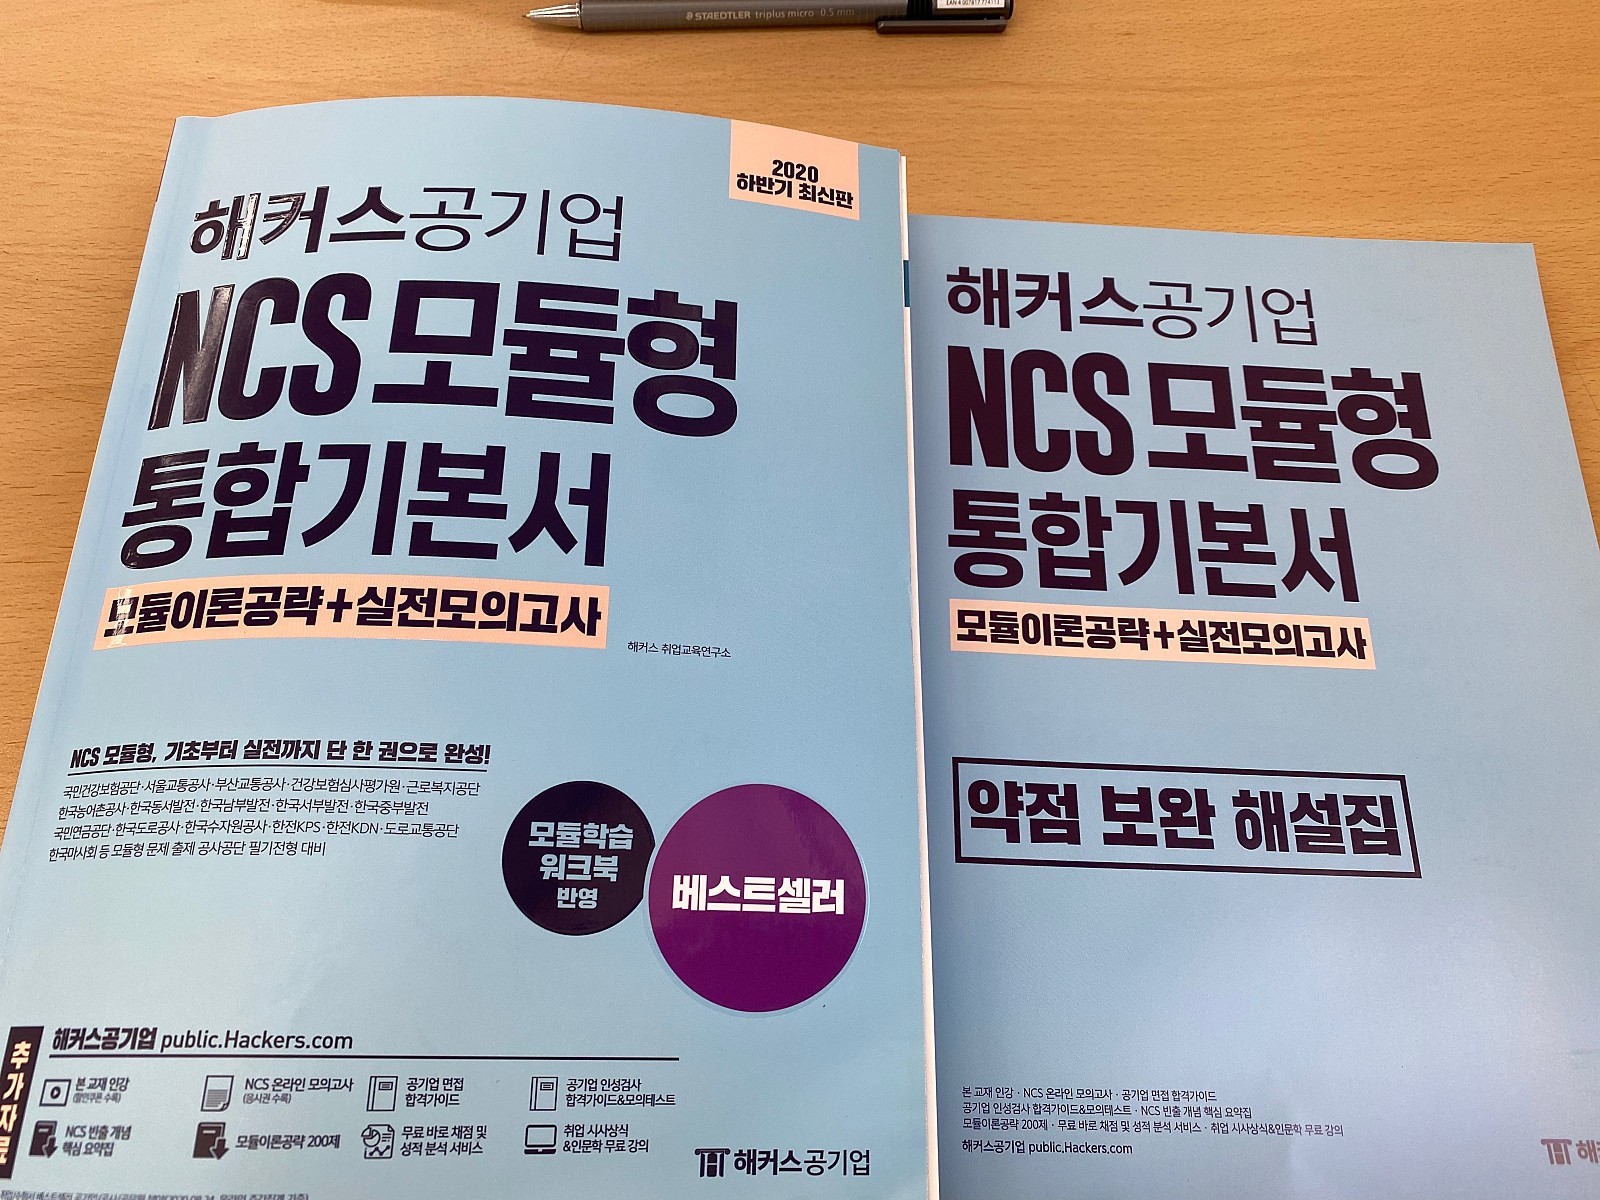 STAEDTLER triplus micro 0.5 mm
EAN 4 007817 774113
2020
하반기 최신판
해커스공기업
NCS 모듈형
통합기본서
모듈이론공략+실전모의고사
해커스 취업교육연구소
NCS 모듈형, 기초부터 실전까지 단 한 권으로 완성!
국민건강보험공단·서울교통공사·부산교통공사·건강보험심사평가원·근로복지공단
한국농어촌공사·한국동서발전·한국남부발전·한국서부발전·한국중부발전
국민연금공단·한국도로공사·한국수자원공사·한전KPS·한전KDN·도로교통공단
한국마사회 등 모듈형 문제 출제 공사공단 필기전형 대비
모듈학습
워크북
반영
베스트셀러
추가자료
해커스공기업 public.Hackers.com
본 교재 인강
(할인쿠폰 수록)
NCS 온라인 모의고사
(응시권 수록)
공기업 면접
합격가이드
공기업 인성검사
합격가이드&모의테스트
NCS 빈출 개념
핵심 요약집
모듈이론공략 200제
무료 바로 채점 및
성적 분석 서비스
취업 시사상식
&인문학 무료 강의
해커스공기업
해커스공기업
NCS 모듈형
통합기본서
모듈이론공략+실전모의고사
약점 보완 해설집
본 교재 인강 · NCS 온라인 모의고사 · 공기업 면접 합격가이드
공기업 인성검사 합격가이드&모의테스트 · NCS 빈출 개념 핵심 요약집
모듈이론공략 200제 · 무료 바로 채점 및 성적 분석 서비스 · 취업 시사상식&인문학 무료 강의
해커스공기업 public.Hackers.com
해